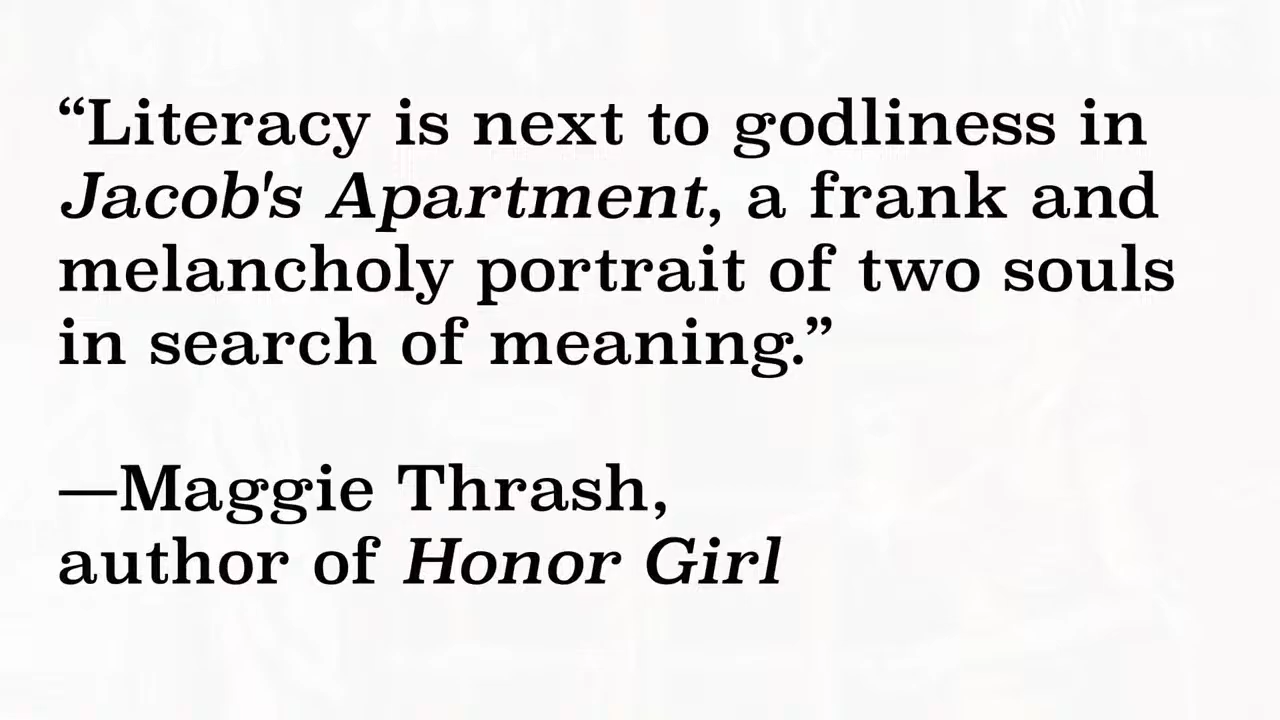 “Literacy is next to godliness in
Jacob's Apartment, a frank and
melancholy portrait of two souls
in search of meaning.”
—Maggie Thrash,
author of Honor Girl